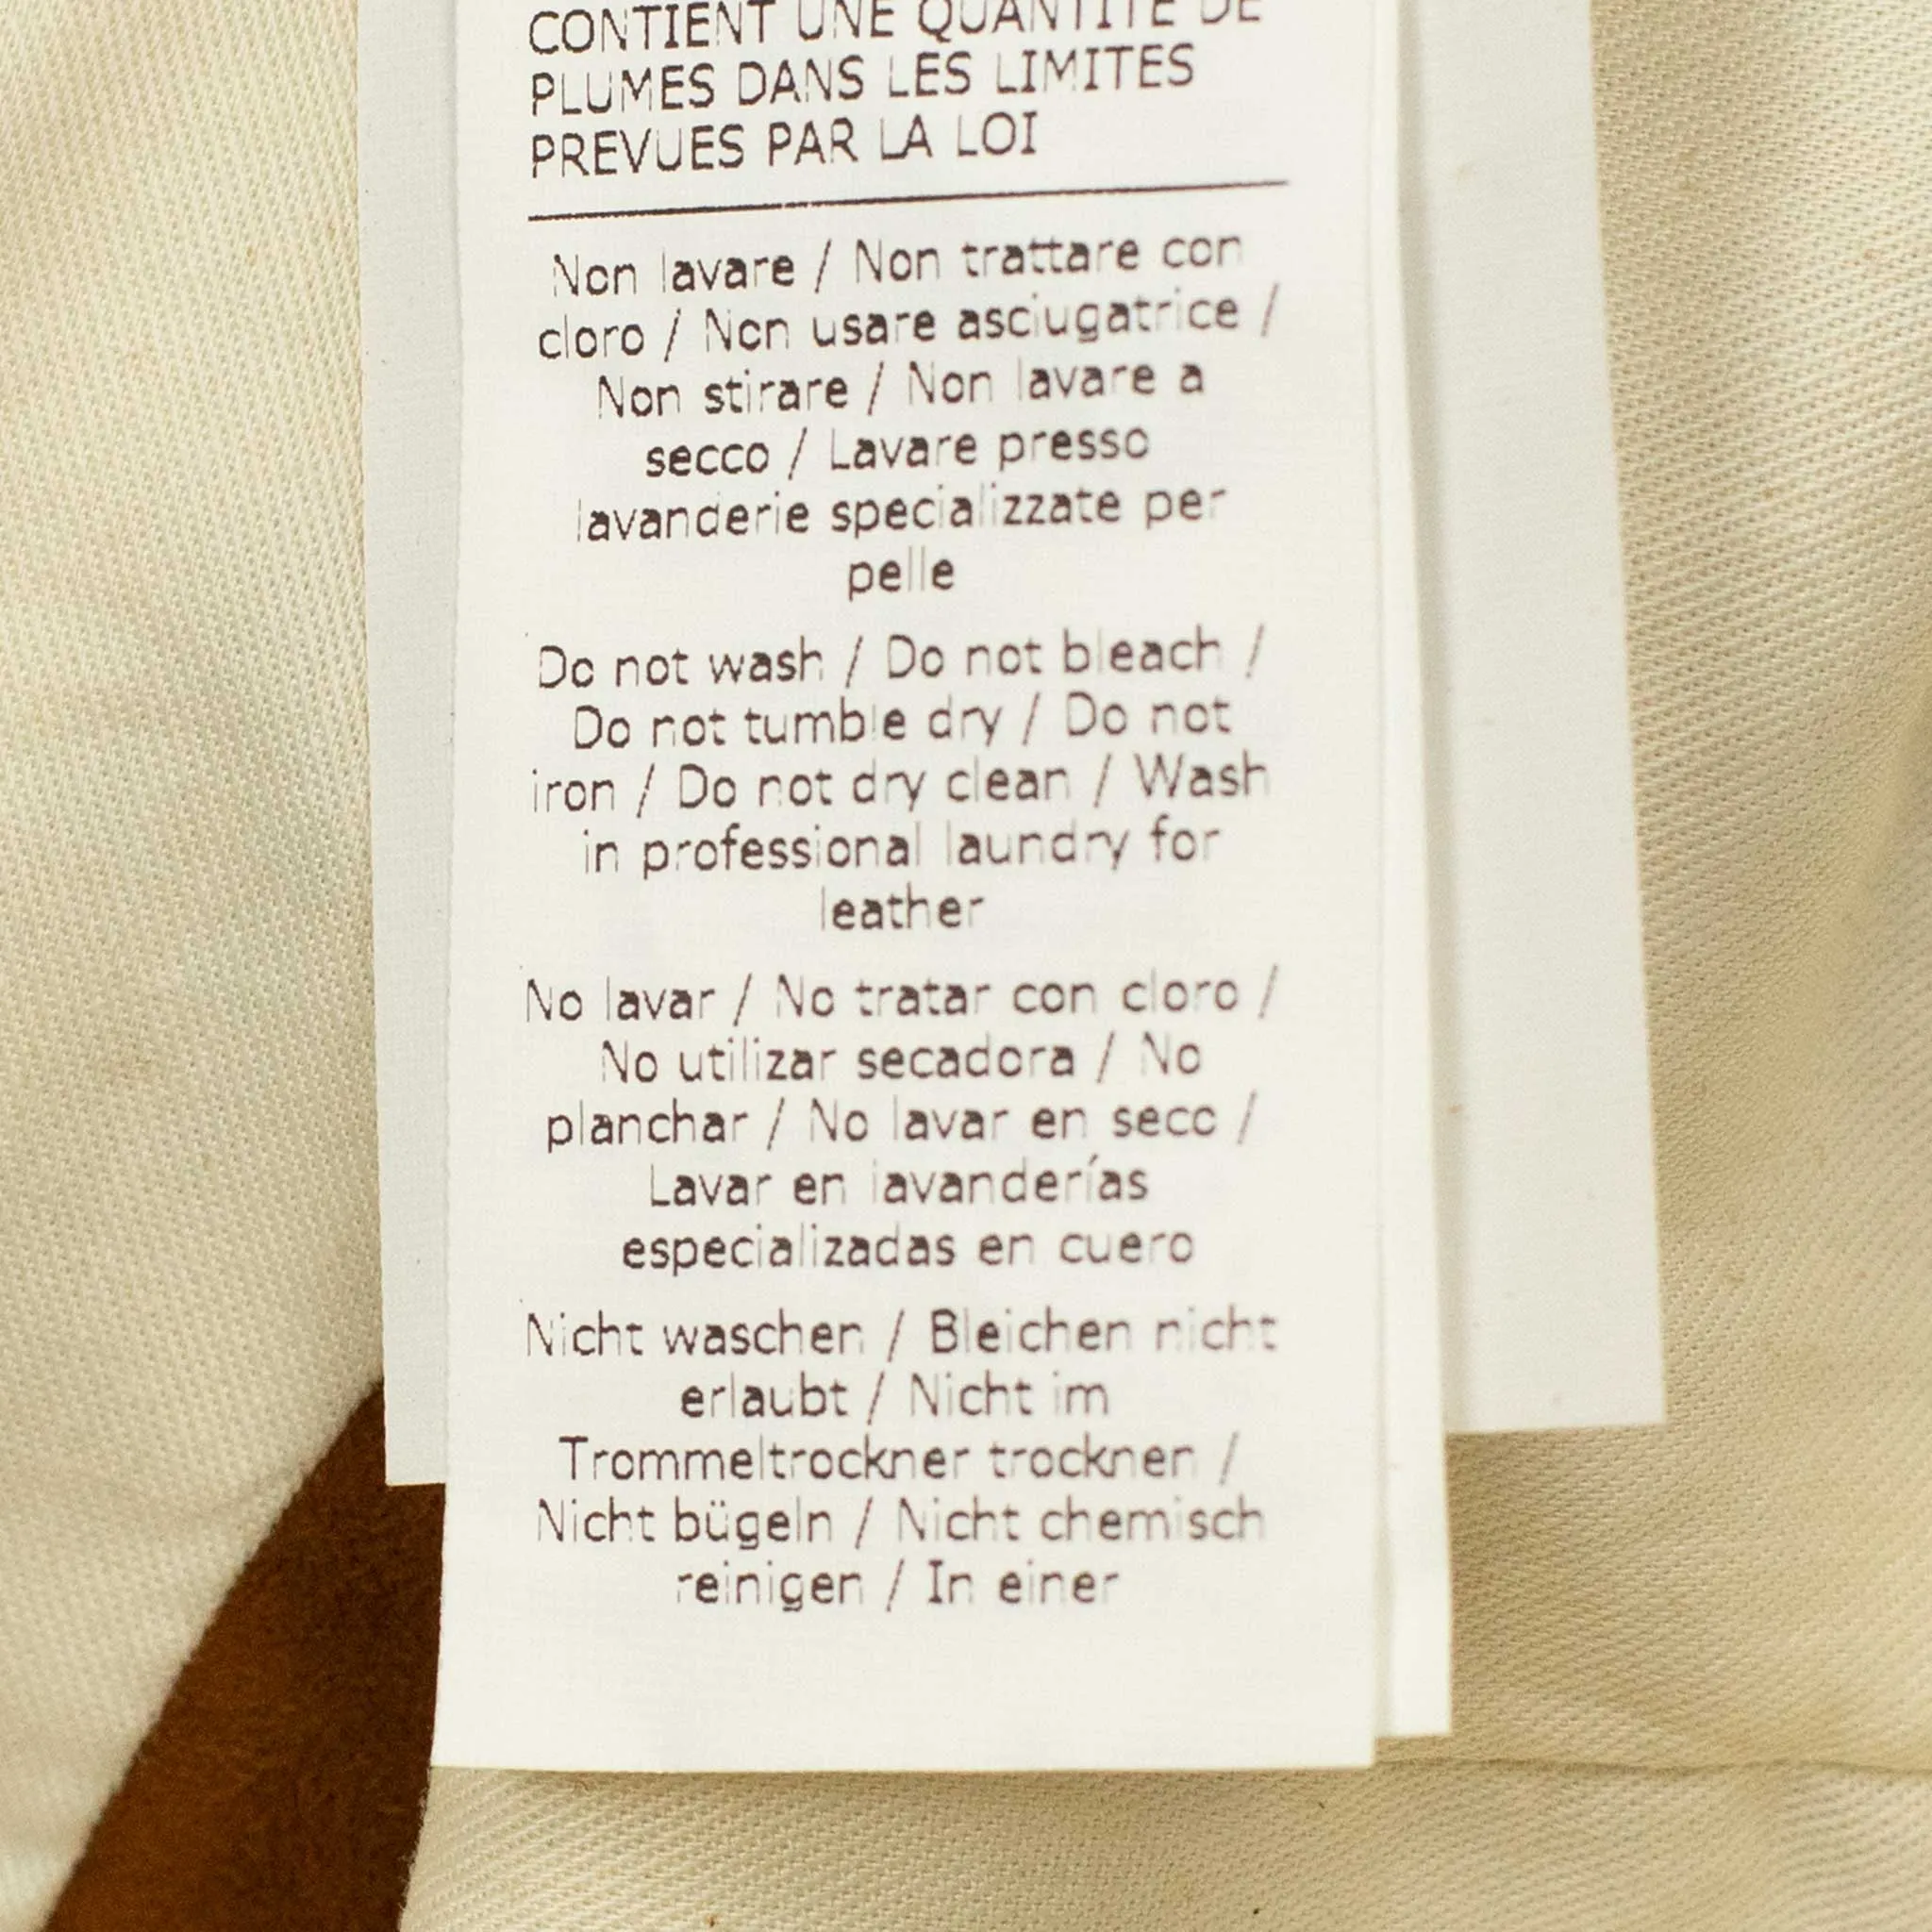 CONTIENT UNE QUANTITE DE
PLUMES DANS LES LIMITES
PREVUES PAR LA LOI
Non lavare / Non trattare con
cloro / Non usare asciugatrice /
Non stirare / Non lavare a
secco / Lavare presso
lavanderie specializzate per
pelle
Do not wash / Do not bleach /
Do not tumble dry / Do not
iron / Do not dry clean / Wash
in professional laundry for
leather
No lavar / No tratar con cloro /
No utilizar secadora / No
planchar / No lavar en seco /
Lavar en lavanderías
especializadas en cuero
Nicht waschen / Bleichen nicht
erlaubt / Nicht im
Trommeltrockner trocknen /
Nicht bügeln / Nicht chemisch
reinigen / In einer